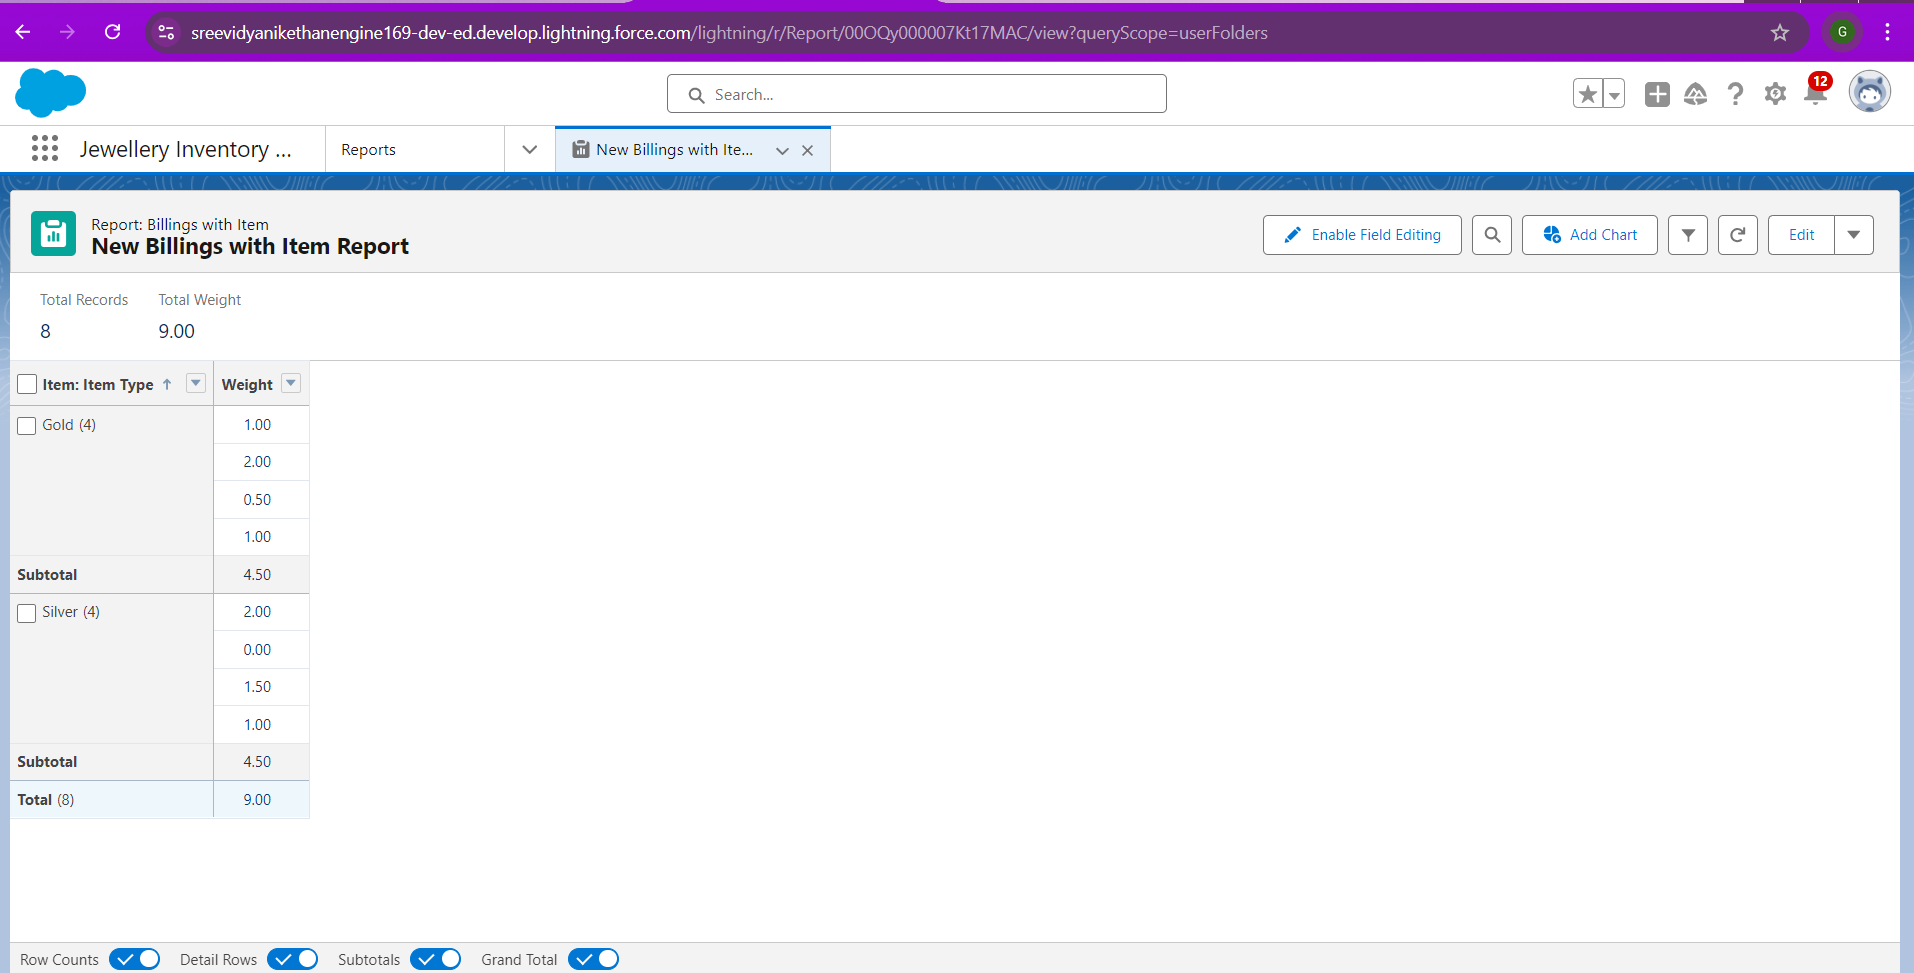 sreevidyanikethanengine169-dev-ed.develop.lightning.force.com/lightning/r/Report/00OQy000007Kt17MAC/view?queryScope=userFolders
G
Search...
12
Jewellery Inventory ...
Reports
New Billings with Ite...
Report: Billings with Item
New Billings with Item Report
Enable Field Editing
Add Chart
Edit
Total Records
Total Weight
8
9.00
Item: Item Type
Weight
Gold (4)
1.00
2.00
0.50
1.00
Subtotal
4.50
Silver (4)
2.00
0.00
1.50
1.00
Subtotal
4.50
Total (8)
9.00
Row Counts
Detail Rows
Subtotals
Grand Total